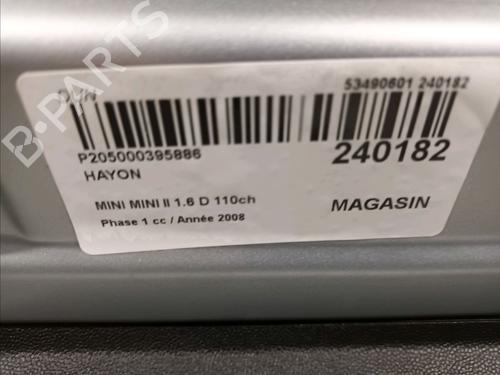 53490601 240182
P205000395886
240182
HAYON
MINI MINI II 1.6 D 110ch
MAGASIN
Phase 1 cc / Année 2008
B-PARTS